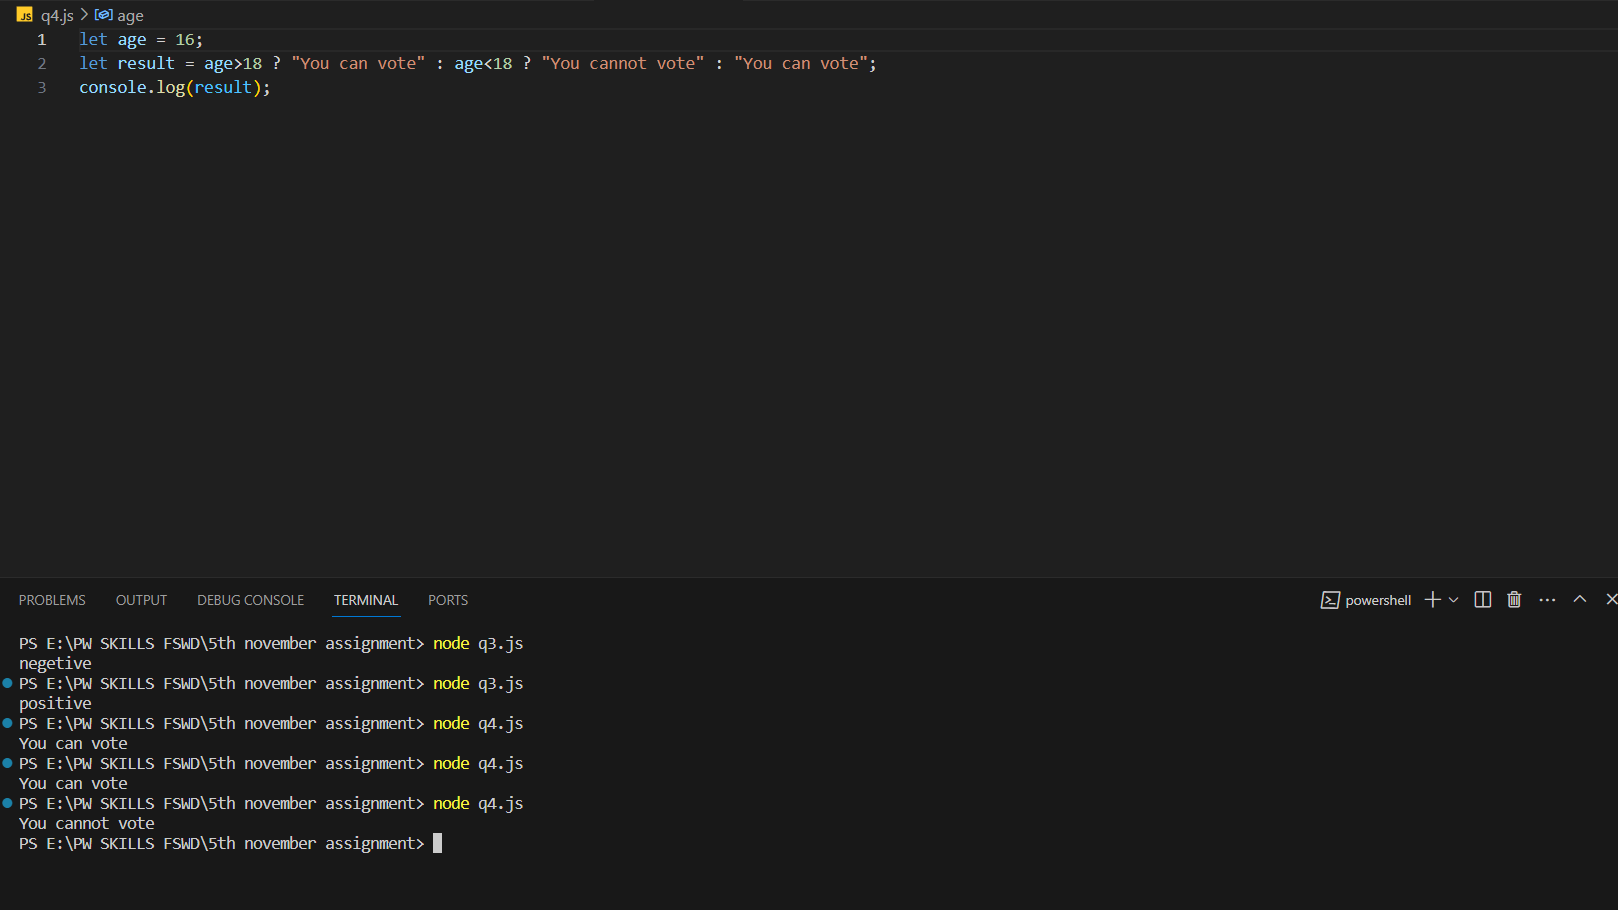 JS q4.js > age
1 let age = 16;
2 let result = age>18 ? "You can vote" : age<18 ? "You cannot vote" : "You can vote";
3 console.log(result);
PROBLEMS OUTPUT DEBUG CONSOLE TERMINAL PORTS powershell
PS E:\PW SKILLS FSWD\5th november assignment> node q3.js
negetive
PS E:\PW SKILLS FSWD\5th november assignment> node q3.js
positive
PS E:\PW SKILLS FSWD\5th november assignment> node q4.js
You can vote
PS E:\PW SKILLS FSWD\5th november assignment> node q4.js
You can vote
PS E:\PW SKILLS FSWD\5th november assignment> node q4.js
You cannot vote
PS E:\PW SKILLS FSWD\5th november assignment>